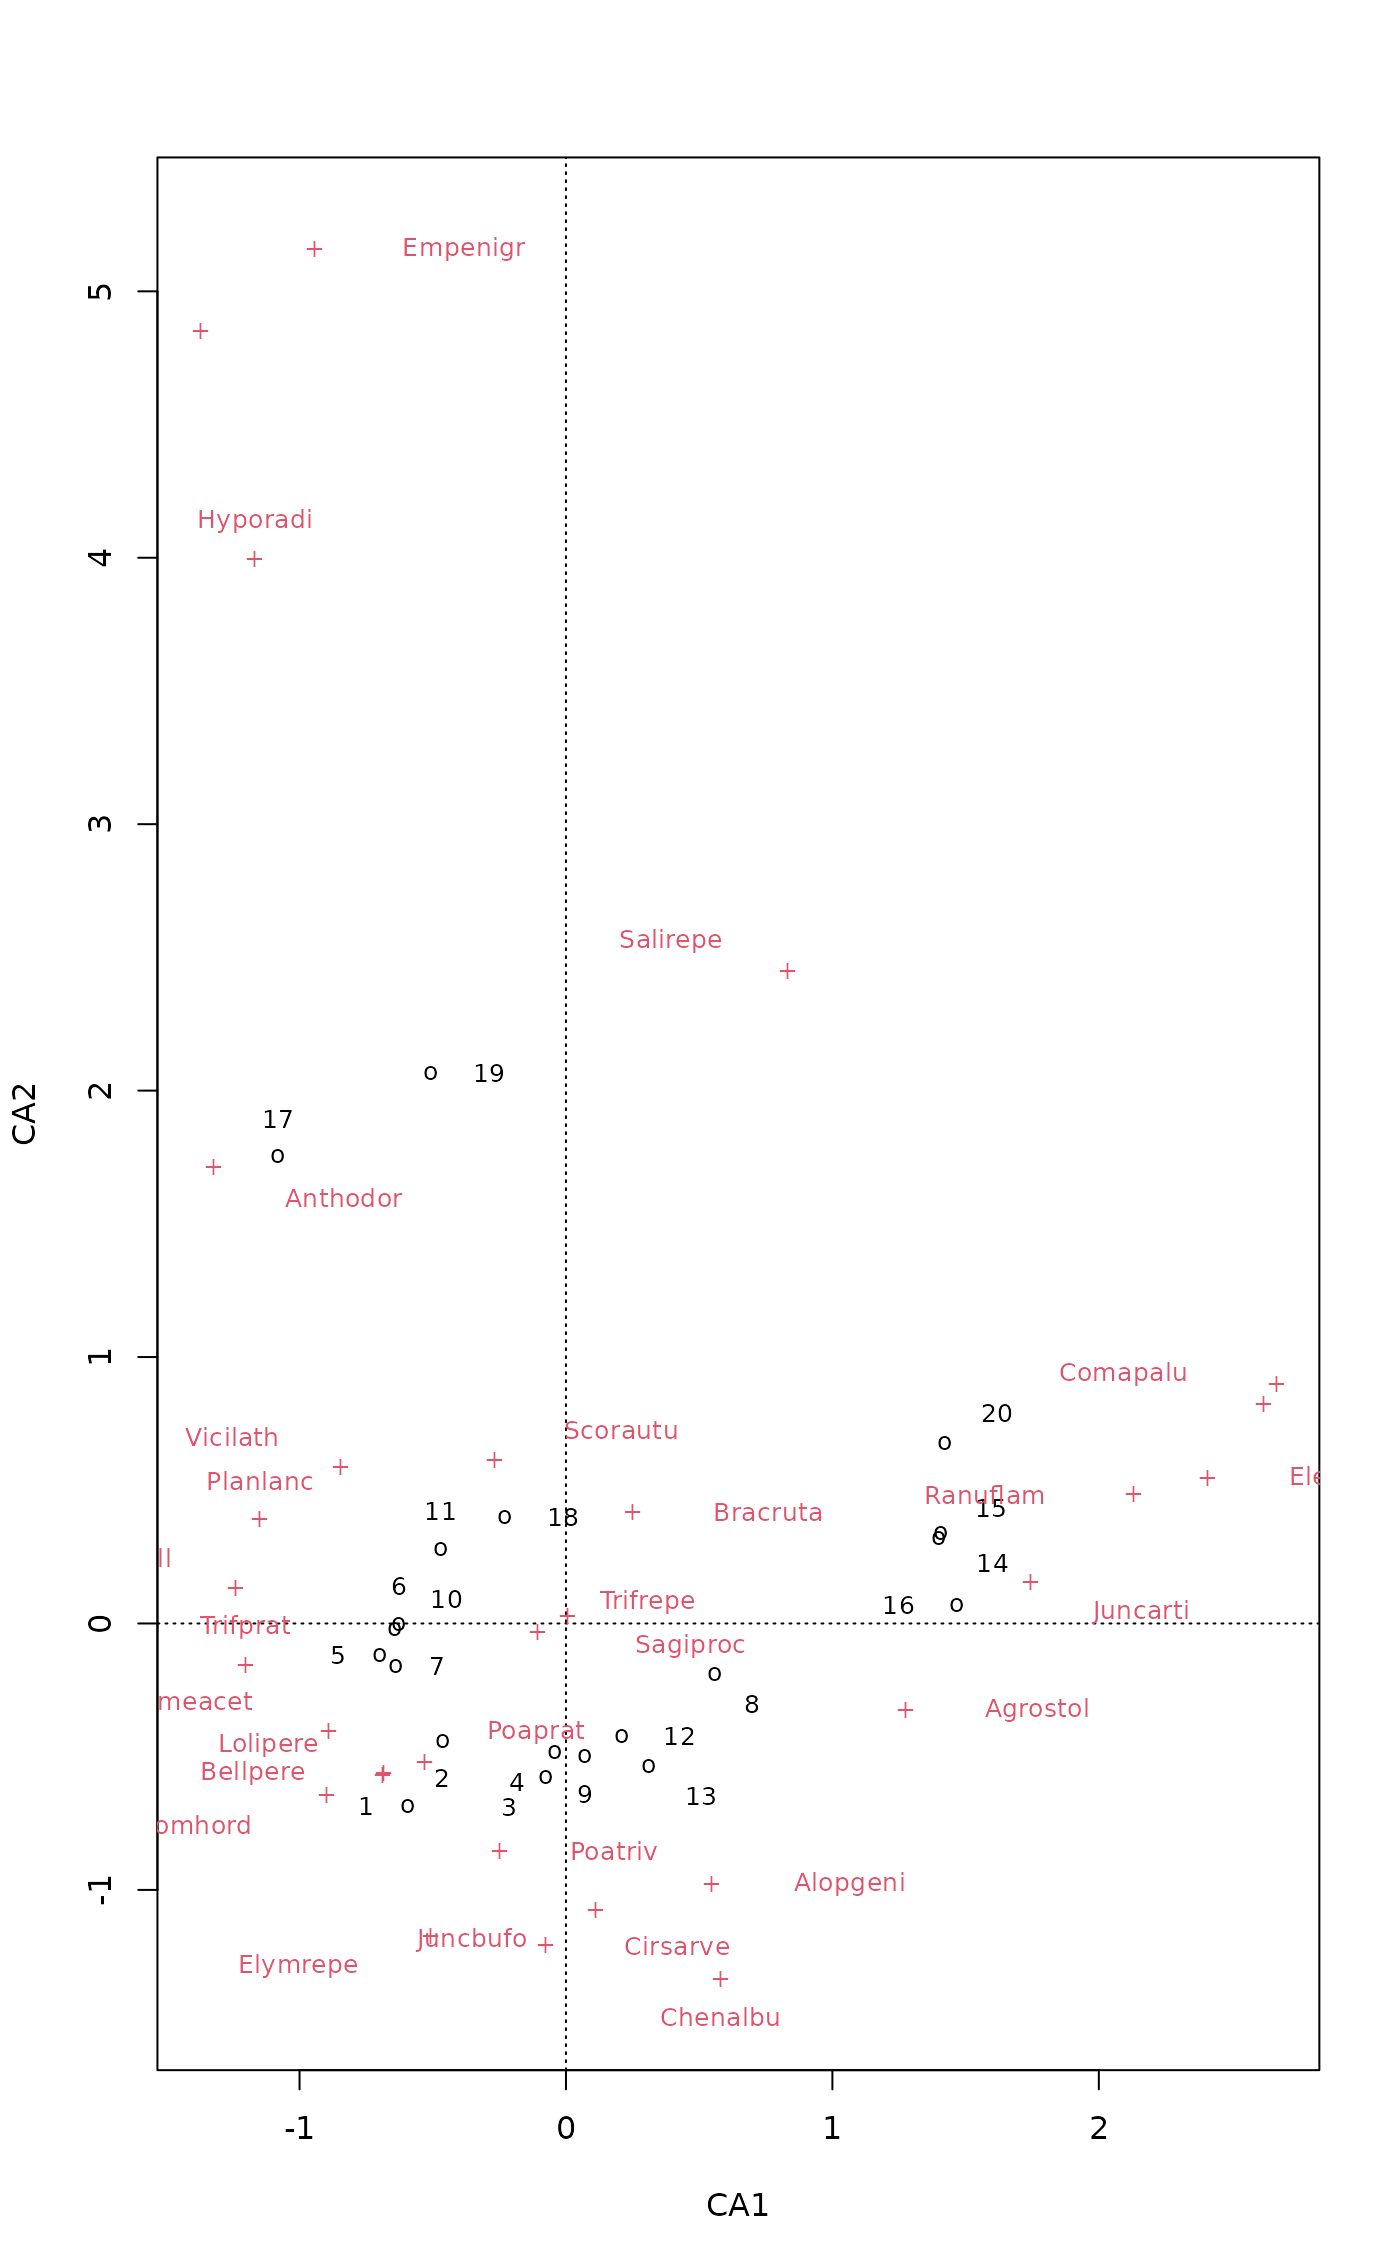 5
Empenigr
4
Hyporadi
3
Salirepe
2
19
17
Anthodor
CA2
1
Comapalu
20
Scorautu
Vicilath
Planlanc
Ele
Ranuflam
11
18
Bracruta
15
ll
14
6
10
Trifrepe
16
Juncarti
0
Trifprat
Sagiproc
5
7
meacet
8
Agrostol
Lolipere
Poaprat
12
Bellpere
2
4
9
13
1
3
omhord
Poatriv
-1
Alopgeni
Juncbufo
Cirsarve
Elymrepe
Chenalbu
-1 0 1 2
CA1